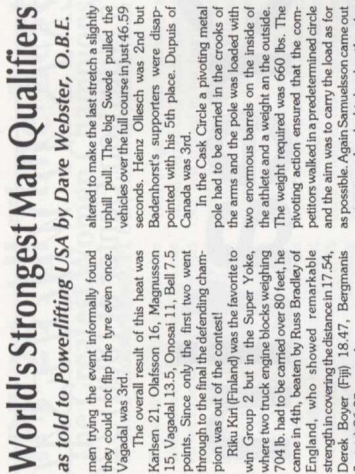 World's Strongest Man Qualifiers
as told to Powerlifting USA by Dave Webster, O.B.E.
men trying the event informally found
they could not flip the tyre even once.
Vagadal was 3rd.
The overall result of this heat was
Karlsen 21, Olafsson 16, Magnusson
15, Vagadal 13.5, Onosai 11, Bell 7.5
points. Since only the first two went
through to the final the defending cham-
pion was out of the contest!
Riku Kiri (Finland) was the favorite to
win Group 2 but in the Super Yoke,
where two truck engine blocks weighing
704 lb. had to be carried over 80 feet, he
came in 4th, beaten by Russ Bradley of
England, who showed remarkable
strength in covering the distance in 17.54,
Derek Boyer (Fiji) 18.47, Bergmanis
altered to make the last stretch a slightly
uphill pull. The big Swede pulled the
vehicles over the full course in just 46.59
seconds. Heinz Ollesch was 2nd but
Badenhorst's supporters were disap-
pointed with his 5th place. Dupuis of
Canada was 3rd.
In the Cask Circle a pivoting metal
pole had to be carried in the crooks of
the arms and the pole was loaded with
two enormous barrels on the inside of
the athlete and a weight an the outside.
The weight required was 660 lbs. The
pivoting action ensured that the com-
petitors walked in a predetermined circle
and the aim was to carry the load as for
as possible. Again Samuelsson came out